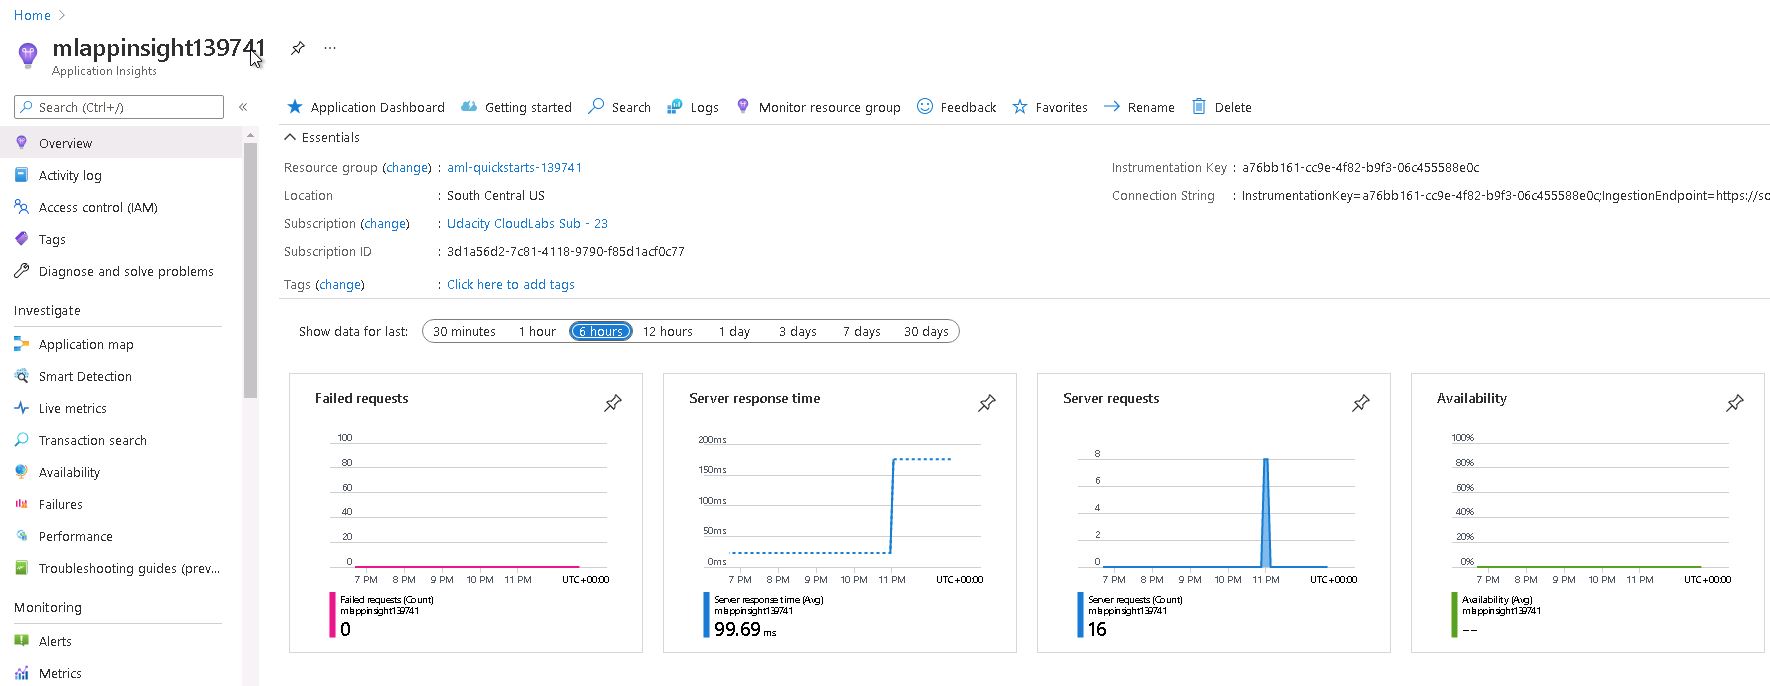 Home >
mlappinsight139741
...
Application Insights
Search (Ctrl+/)
«
Overview
Activity log
Access control (IAM)
Tags
Diagnose and solve problems
Investigate
Application map
Smart Detection
Live metrics
Transaction search
Availability
Failures
Performance
Troubleshooting guides (prev...
Monitoring
Alerts
Metrics
Application Dashboard
Getting started
Search
Logs
Monitor resource group
Feedback
Favorites
Rename
Delete
Essentials
Resource group (change) : aml-quickstarts-139741
Location : South Central US
Subscription (change) : Udacity CloudLabs Sub - 23
Subscription ID : 3d1a56d2-7c81-4118-9790-f85d1acf0c77
Tags (change) : Click here to add tags
Instrumentation Key : a76bb161-cc9e-4f82-b9f3-06c455588e0c
Connection String : InstrumentationKey=a76bb161-cc9e-4f82-b9f3-06c455588e0c;IngestionEndpoint=https://so
Show data for last: 30 minutes 1 hour 6 hours 12 hours 1 day 3 days 7 days 30 days
Failed requests
100
80
60
40
20
0
7 PM 8 PM 9 PM 10 PM 11 PM UTC+00:00
Failed requests (Count)
mlappinsight139741
0
Server response time
200ms
150ms
100ms
50ms
0ms
7 PM 8 PM 9 PM 10 PM 11 PM UTC+00:00
Server response time (Avg)
mlappinsight139741
99.69 ms
Server requests
8
6
4
2
0
7 PM 8 PM 9 PM 10 PM 11 PM UTC+00:00
Server requests (Count)
mlappinsight139741
16
Availability
100%
80%
60%
40%
20%
0%
7 PM 8 PM 9 PM 10 PM 11 PM UTC+00:00
Availability (Avg)
mlappinsight139741
--